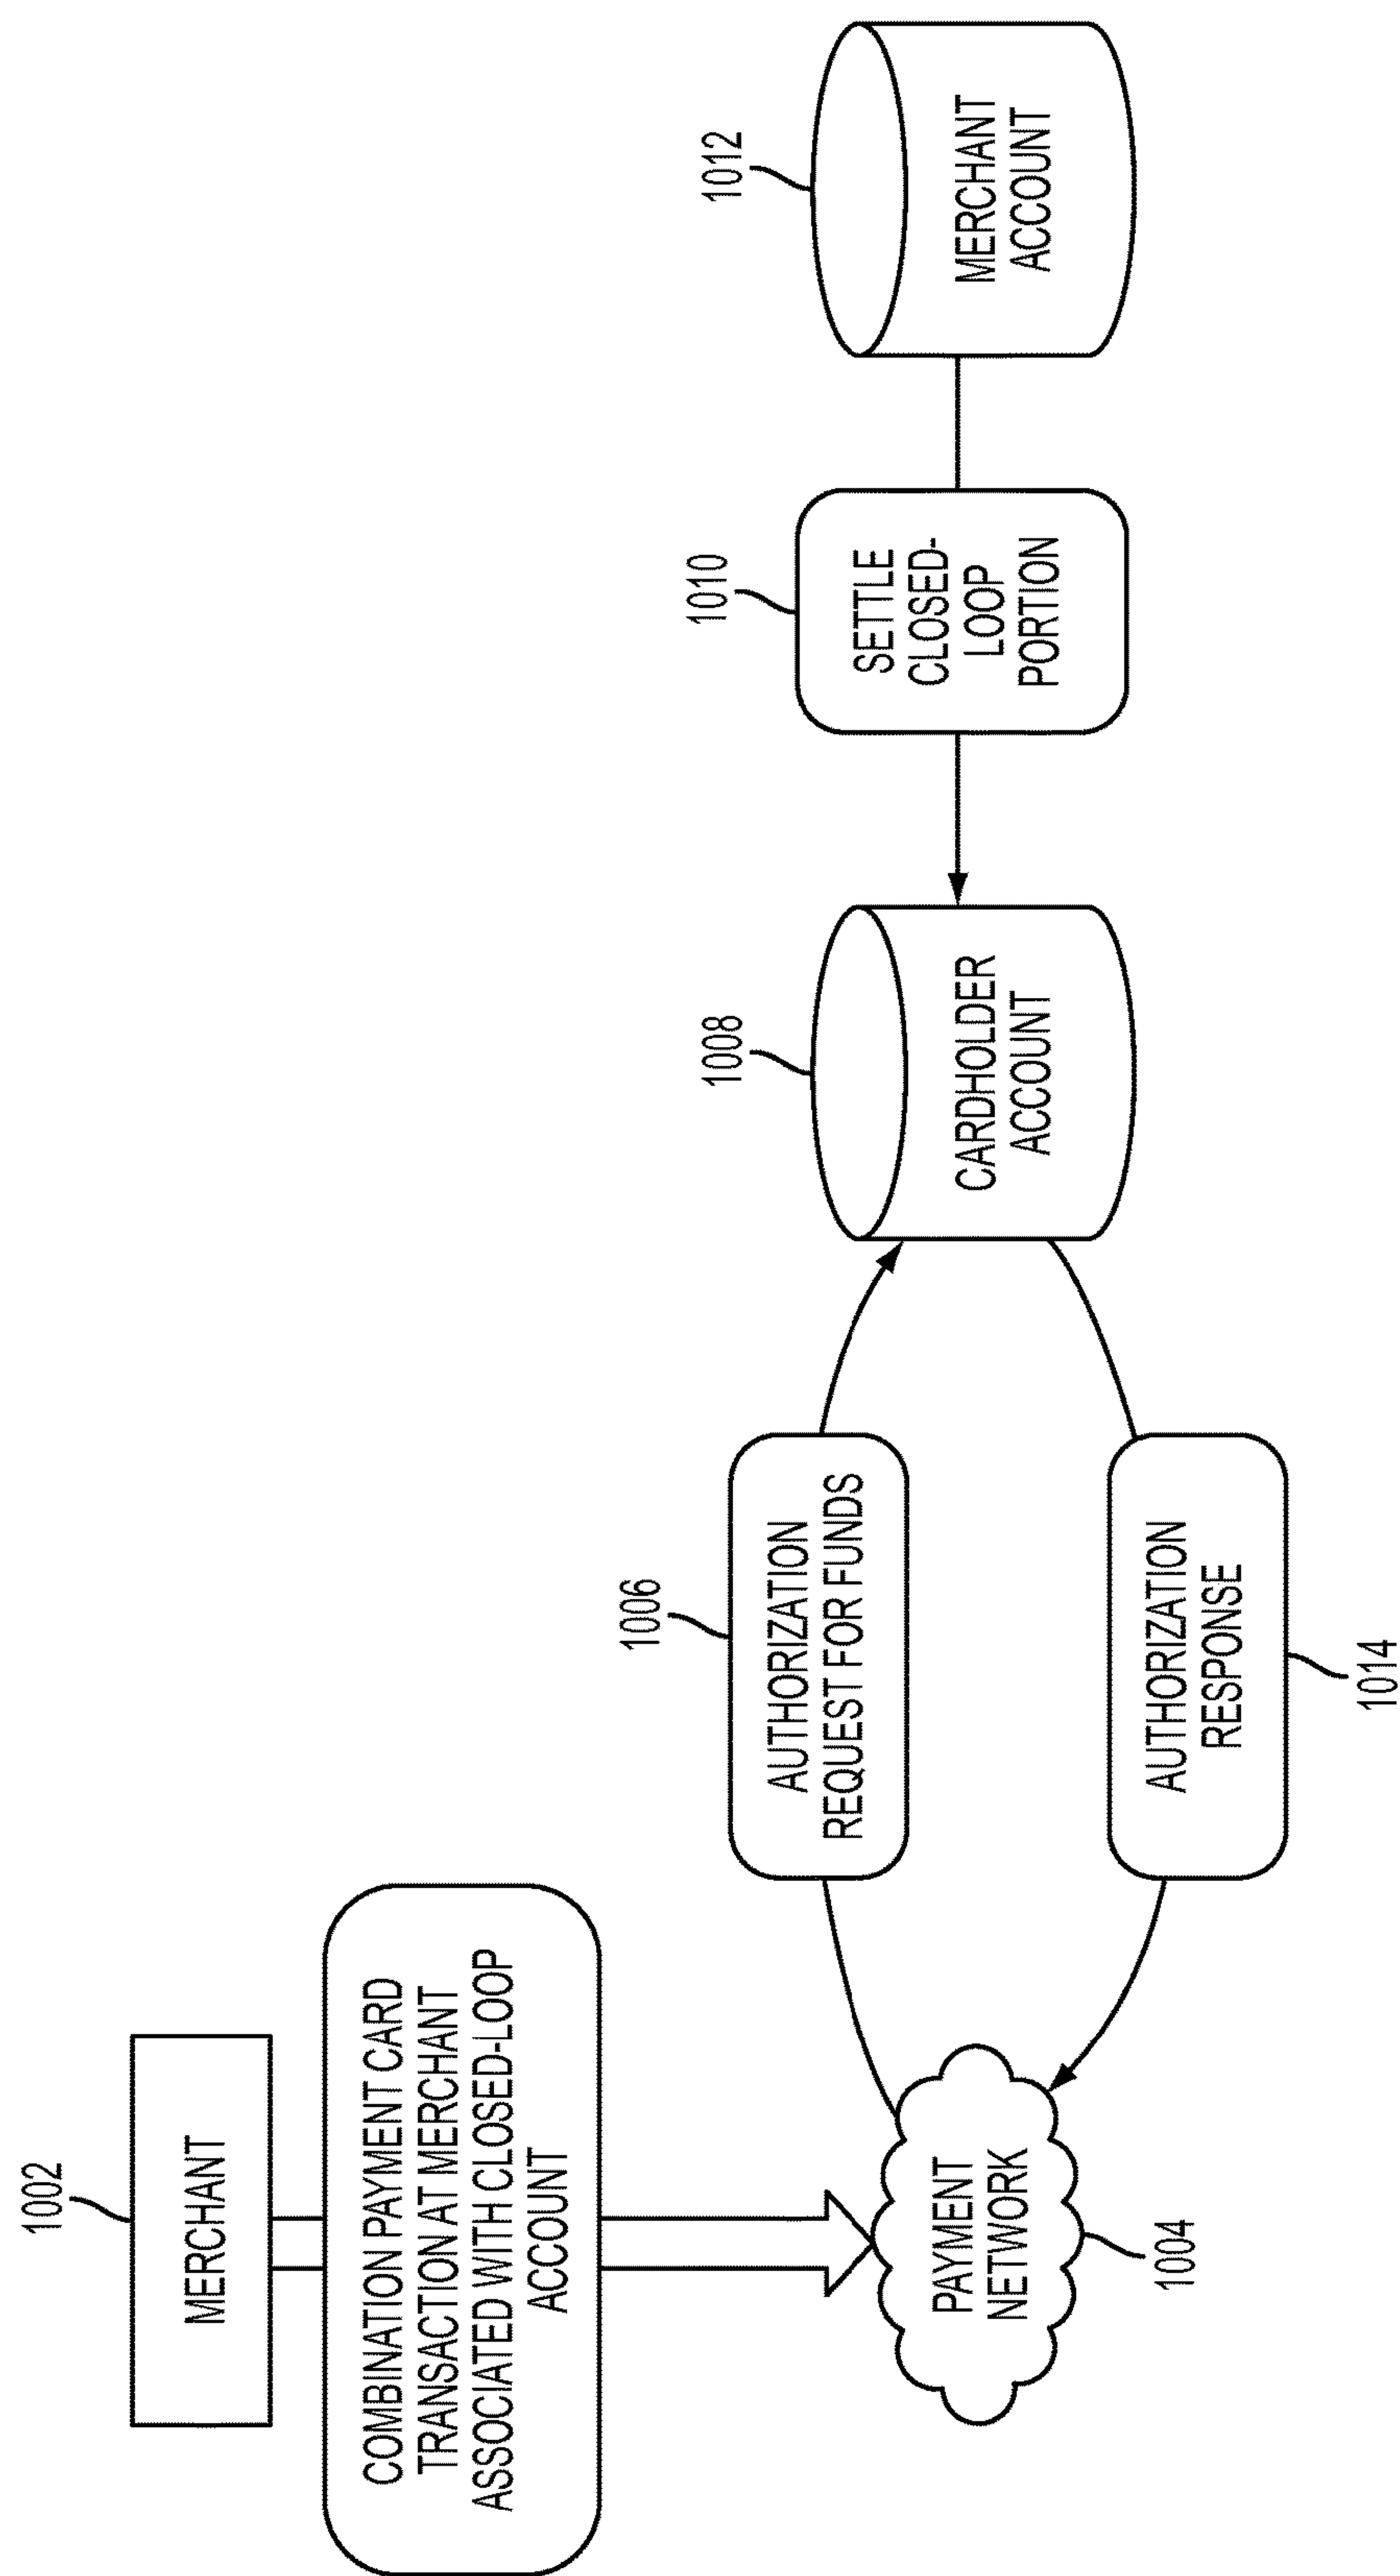 1002
MERCHANT
COMBINATION PAYMENT CARD
TRANSACTION AT MERCHANT
ASSOCIATED WITH CLOSED-LOOP
ACCOUNT
PAYMENT
NETWORK
1004
1006
AUTHORIZATION
REQUEST FOR FUNDS
AUTHORIZATION
RESPONSE
1014
1008
CARDHOLDER
ACCOUNT
1010
SETTLE
CLOSED-
LOOP
PORTION
1012
MERCHANT
ACCOUNT